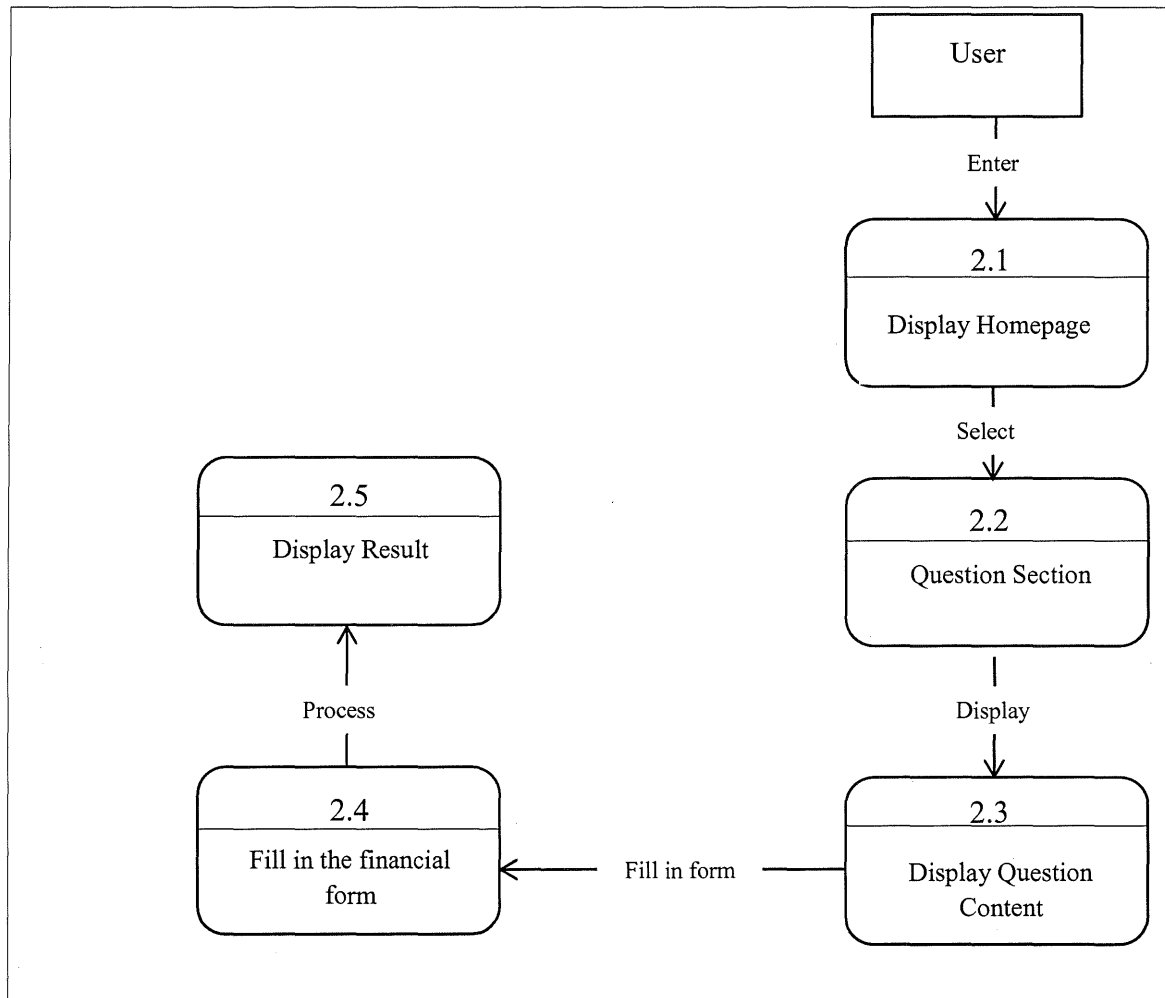 User
Enter
2.1
Display Homepage
Select
2.2
Question Section
Display
2.3
Display Question
Content
Fill in form
2.4
Fill in the financial
form
Process
2.5
Display Result